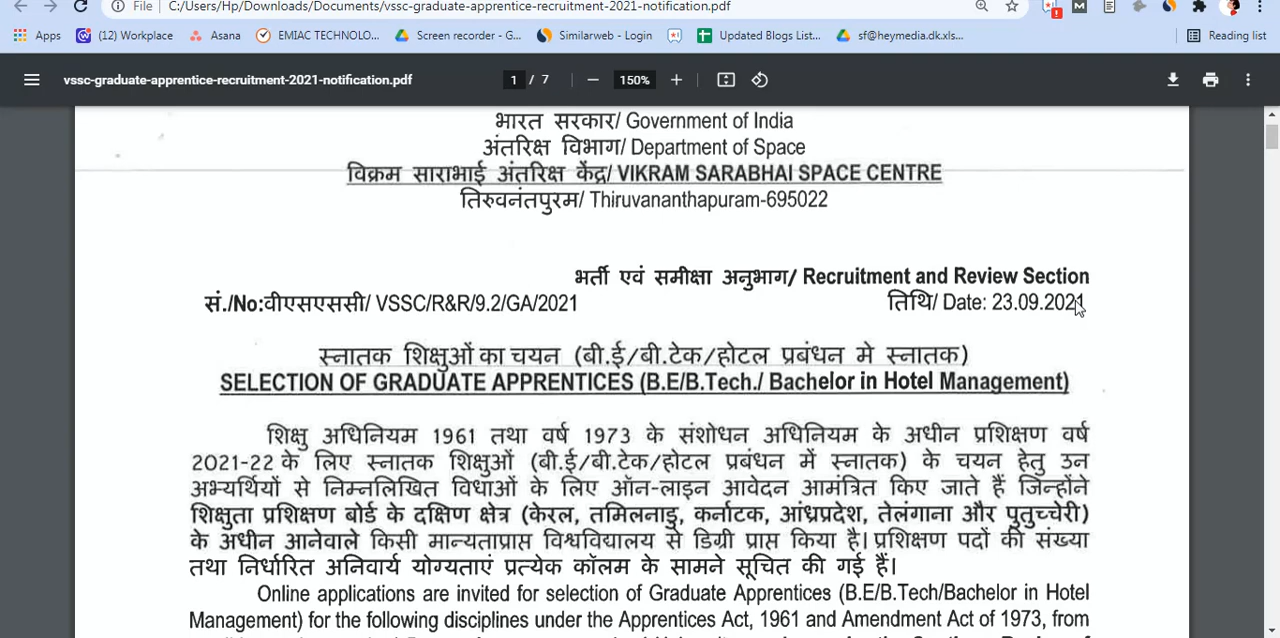 File C:/Users/Hp/Downloads/Documents/vssc-graduate-apprentice-recruitment-2021-notification.pdf
Apps (12) Workplace Asana EMIAC TECHNOLO... Screen recorder - G... Similarweb - Login Updated Blogs List... sf@heymedia.dk.xls... Reading list
vssc-graduate-apprentice-recruitment-2021-notification.pdf 1 / 7 150%
भारत सरकार/ Government of India
अंतरिक्ष विभाग/ Department of Space
विक्रम साराभाई अंतरिक्ष केंद्र/ VIKRAM SARABHAI SPACE CENTRE
तिरुवनंतपुरम/ Thiruvananthapuram-695022
भर्ती एवं समीक्षा अनुभाग/ Recruitment and Review Section
सं./No:वीएसएससी/ VSSC/R&R/9.2/GA/2021 तिथि/ Date: 23.09.2021
स्नातक शिक्षुओं का चयन (बी.ई/बी.टेक/होटल प्रबंधन मे स्नातक)
SELECTION OF GRADUATE APPRENTICES (B.E/B.Tech./ Bachelor in Hotel Management)
शिक्षु अधिनियम 1961 तथा वर्ष 1973 के संशोधन अधिनियम के अधीन प्रशिक्षण वर्ष
2021-22 के लिए स्नातक शिक्षुओं (बी.ई/बी.टेक/होटल प्रबंधन में स्नातक) के चयन हेतु उन
अभ्यर्थियों से निम्नलिखित विधाओं के लिए ऑन-लाइन आवेदन आमंत्रित किए जाते हैं जिन्होंने
शिक्षुता प्रशिक्षण बोर्ड के दक्षिण क्षेत्र (केरल, तमिलनाडु, कर्नाटक, आंध्रप्रदेश, तेलंगाना और पुतुच्चेरी)
के अधीन आनेवाले किसी मान्यताप्राप्त विश्वविद्यालय से डिग्री प्राप्त किया है। प्रशिक्षण पदों की संख्या
तथा निर्धारित अनिवार्य योग्यताएं प्रत्येक कॉलम के सामने सूचित की गई हैं।
Online applications are invited for selection of Graduate Apprentices (B.E/B.Tech/Bachelor in Hotel
Management) for the following disciplines under the Apprentices Act, 1961 and Amendment Act of 1973, from